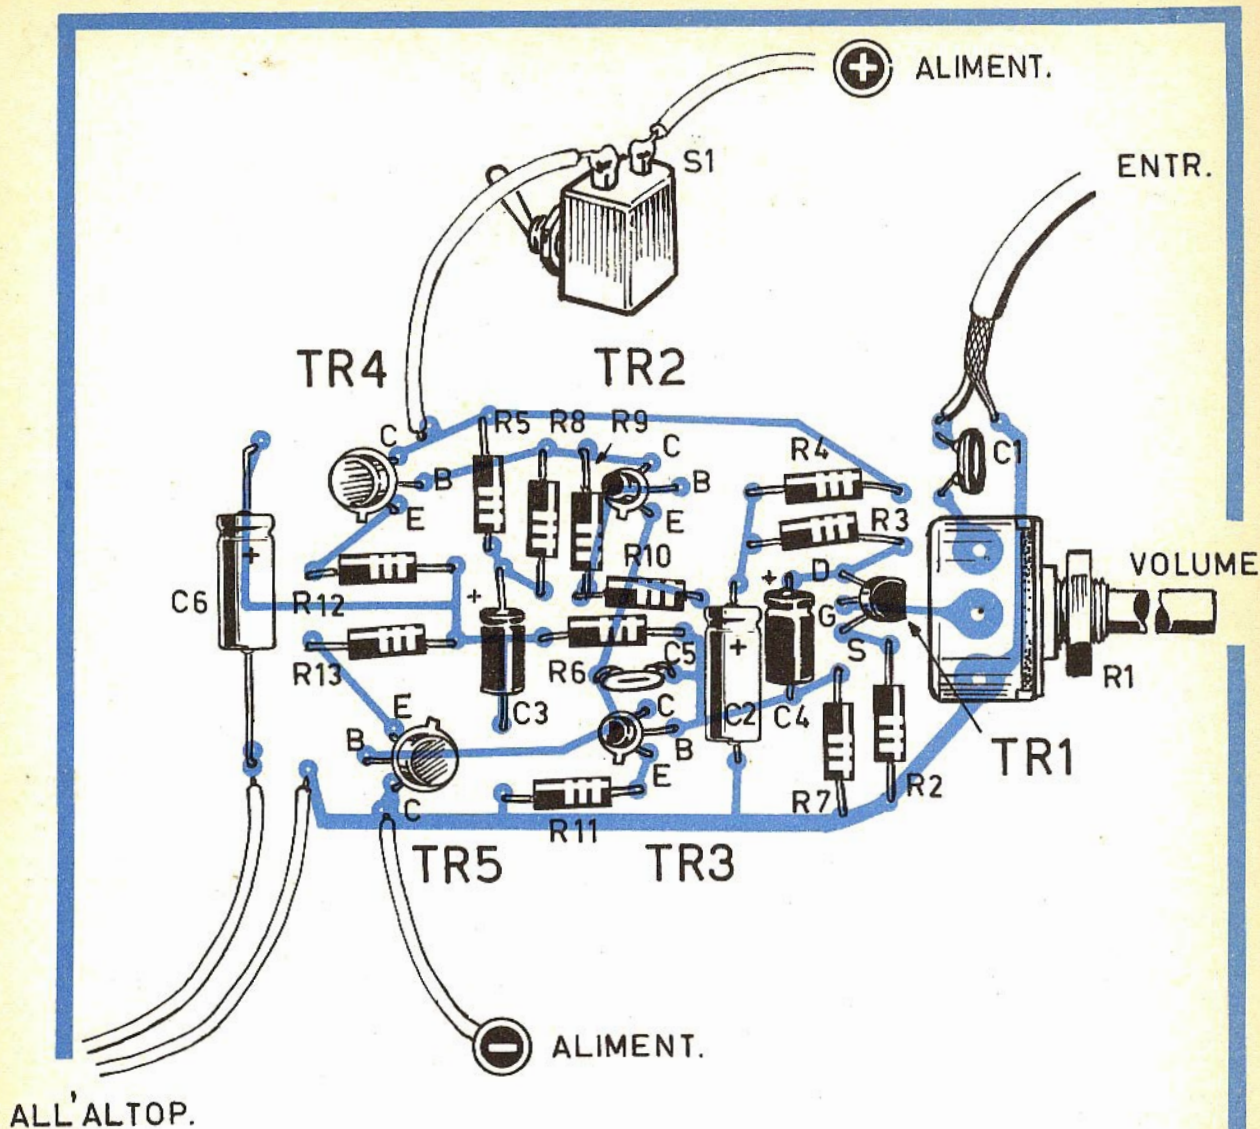 + ALIMENT.
S1
ENTR.
TR4
TR2
C
R5
R8
R9
C
R4
C1
B
B
E
E
R3
R10
D
VOLUME
+
+
+
C6
R12
G
R6
C5
+
S
R13
R1
E
C3
C
C2
C4
B
B
TR1
E
R7
R2
C
R11
TR5
TR3
- ALIMENT.
ALL'ALTOP.